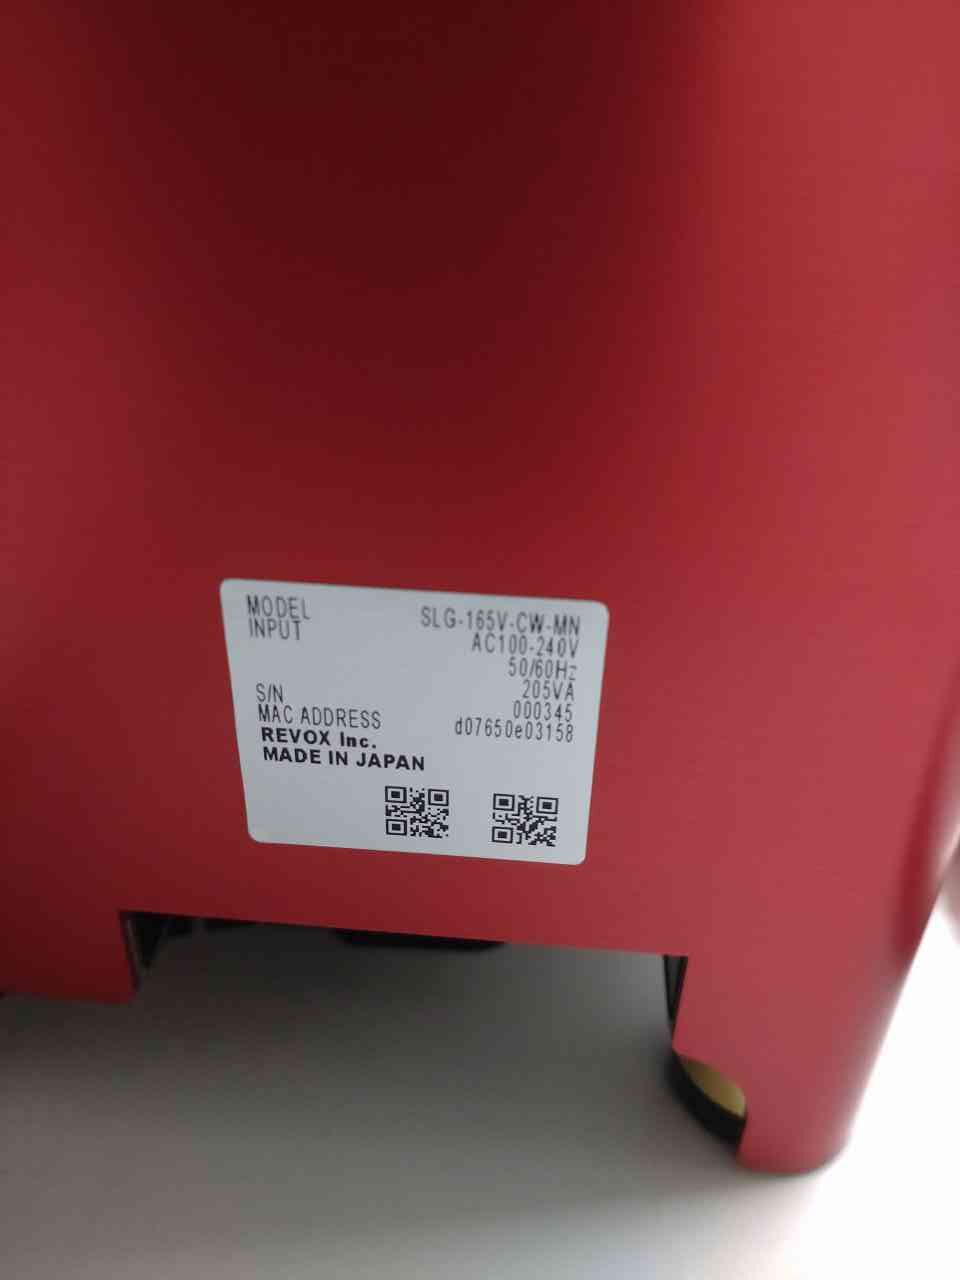 MODEL SLG-165V-CW-MN
INPUT AC100-240V
50/60Hz
205VA
S/N 000345
MAC ADDRESS d07650e03158
REVOX Inc.
MADE IN JAPAN